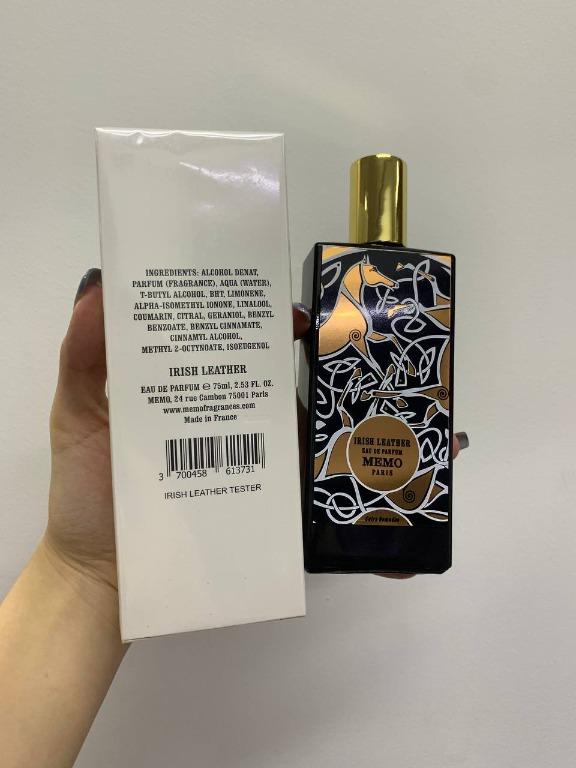 INGREDIENTS: ALCOHOL DENAT,
PARFUM (FRAGRANCE), AQUA (WATER),
T-BUTYL ALCOHOL, BHT, LIMONENE,
ALPHA-ISOMETHYL IONONE, LINALOOL,
COUMARIN, CITRAL, GERANIOL, BENZYL
BENZOATE, BENZYL CINNAMATE,
CINNAMYL ALCOHOL,
METHYL 2-OCTYNOATE, ISOEUGENOL
IRISH LEATHER
EAU DE PARFUM ℮ 75ml, 2.53 FL. OZ.
MEMO, 24 rue Cambon 75001 Paris
www.memofragrances.com
Made in France
3 700458 613731
IRISH LEATHER TESTER
IRISH LEATHER
EAU DE PARFUM
MEMO
PARIS
Cuirs Nomades